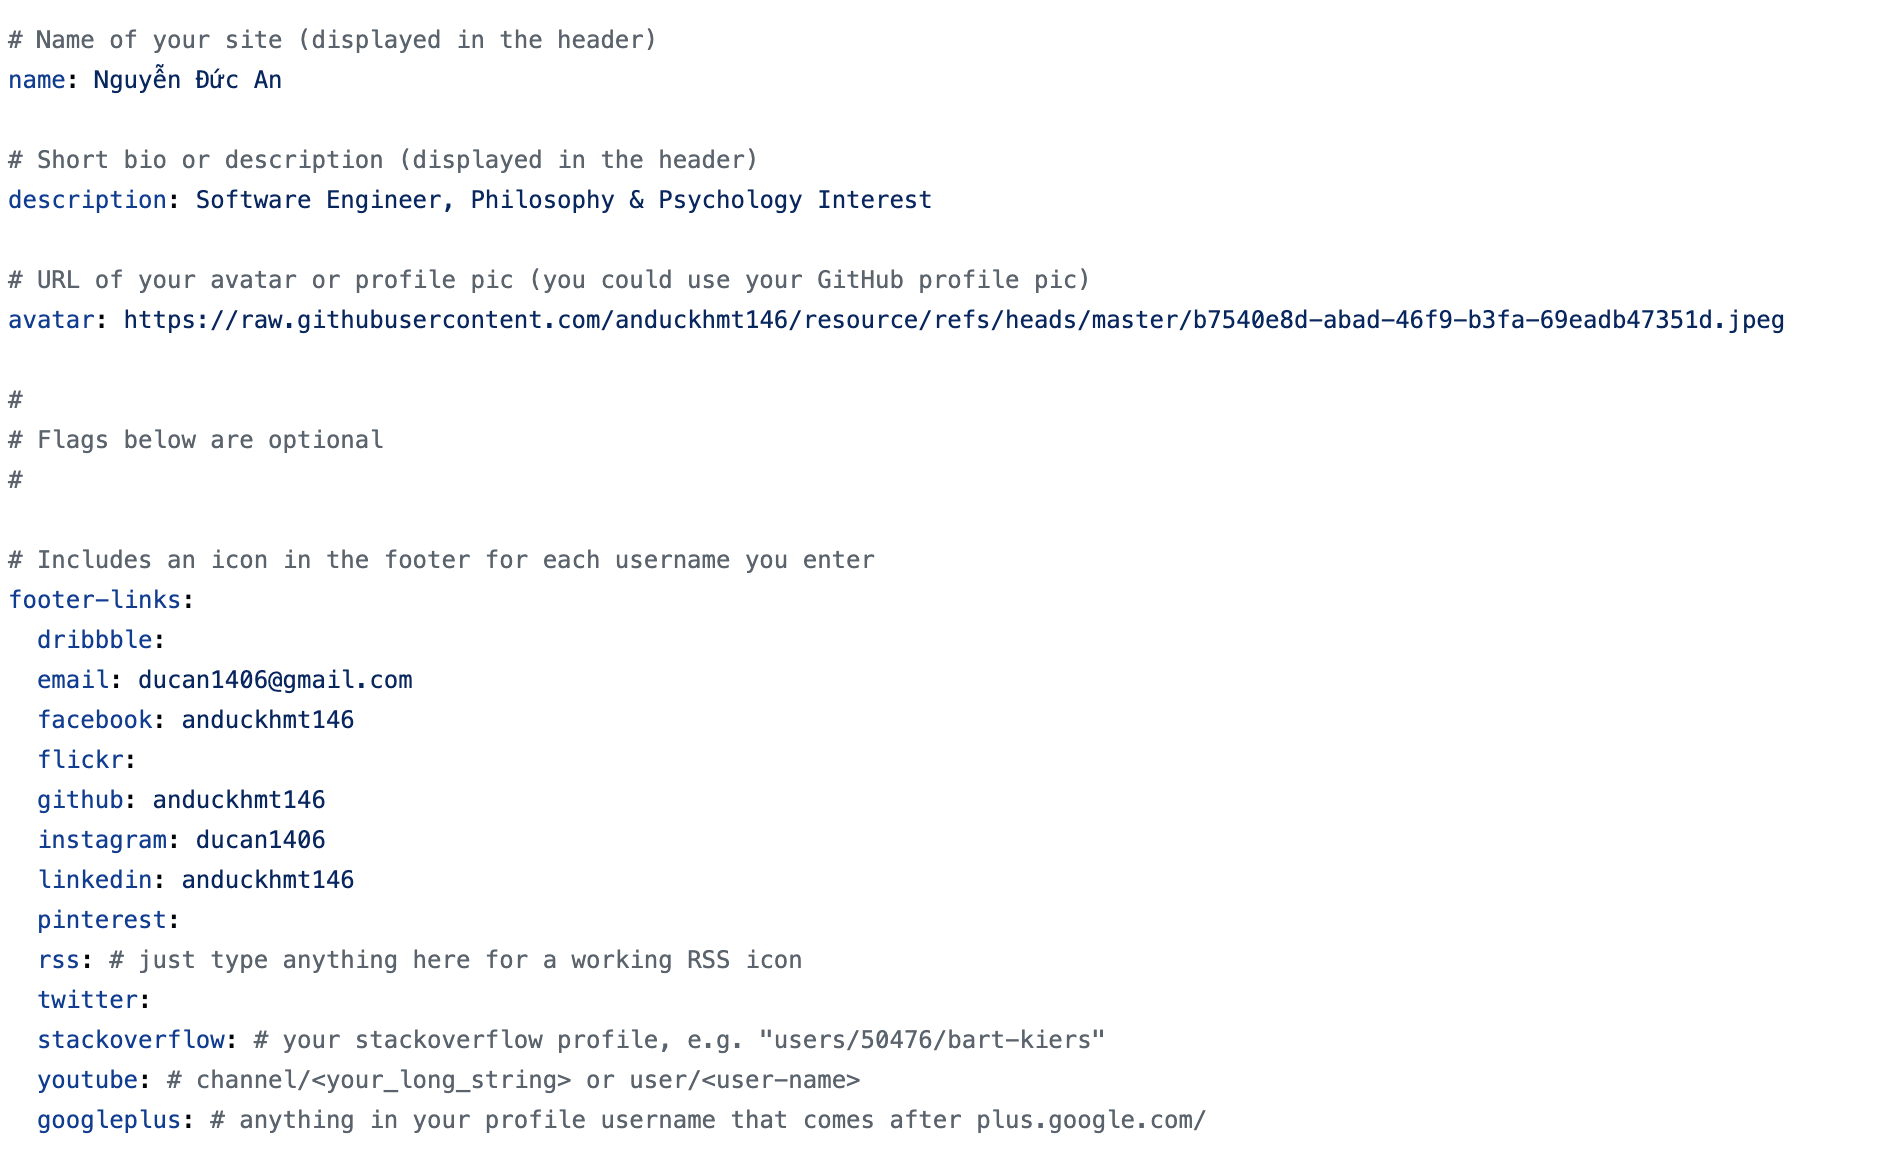 # Name of your site (displayed in the header)
name: Nguyễn Đức An
# Short bio or description (displayed in the header)
description: Software Engineer, Philosophy & Psychology Interest
# URL of your avatar or profile pic (you could use your GitHub profile pic)
avatar: https://raw.githubusercontent.com/anduckhmt146/resource/refs/heads/master/b7540e8d-abad-46f9-b3fa-69eadb47351d.jpeg
#
# Flags below are optional
#
# Includes an icon in the footer for each username you enter
footer-links:
  dribbble:
  email: ducan1406@gmail.com
  facebook: anduckhmt146
  flickr:
  github: anduckhmt146
  instagram: ducan1406
  linkedin: anduckhmt146
  pinterest:
  rss: # just type anything here for a working RSS icon
  twitter:
  stackoverflow: # your stackoverflow profile, e.g. "users/50476/bart-kiers"
  youtube: # channel/<your_long_string> or user/<user-name>
  googleplus: # anything in your profile username that comes after plus.google.com/